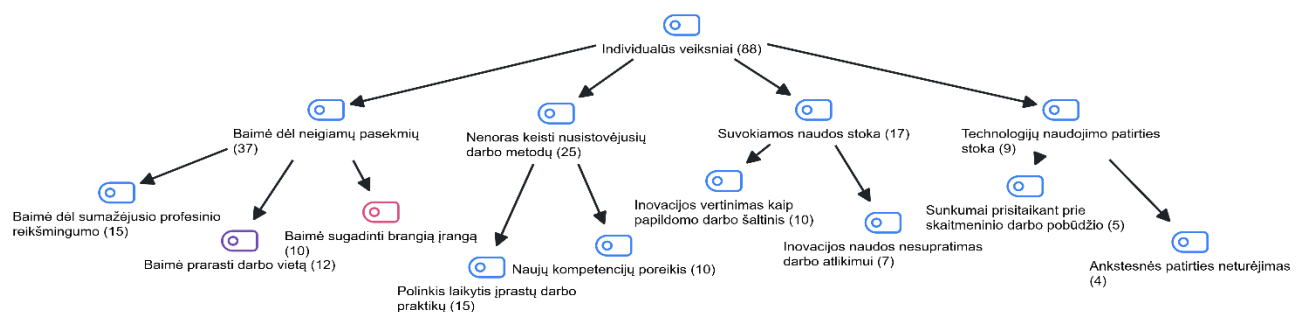 Individualūs veiksniai (88)
Baimė dėl neigiamų pasekmių
(37)
Nenoras keisti nusistovėjusių
darbo metodų (25)
Suvokiamos naudos stoka (17)
Technologijų naudojimo patirties
stoka (9)
Baimė dėl sumažėjusio profesinio
reikšmingumo (15)
Baimė prarasti darbo vietą (12)
Baimė sugadinti brangią įrangą
(10)
Polinkis laikytis įprastų darbo
praktikų (15)
Naujų kompetencijų poreikis (10)
Inovacijos vertinimas kaip
papildomo darbo šaltinis (10)
Inovacijos naudos nesupratimas
darbo atlikimui (7)
Sunkumai prisitaikant prie
skaitmeninio darbo pobūdžio (5)
Ankstesnės patirties neturėjimas
(4)